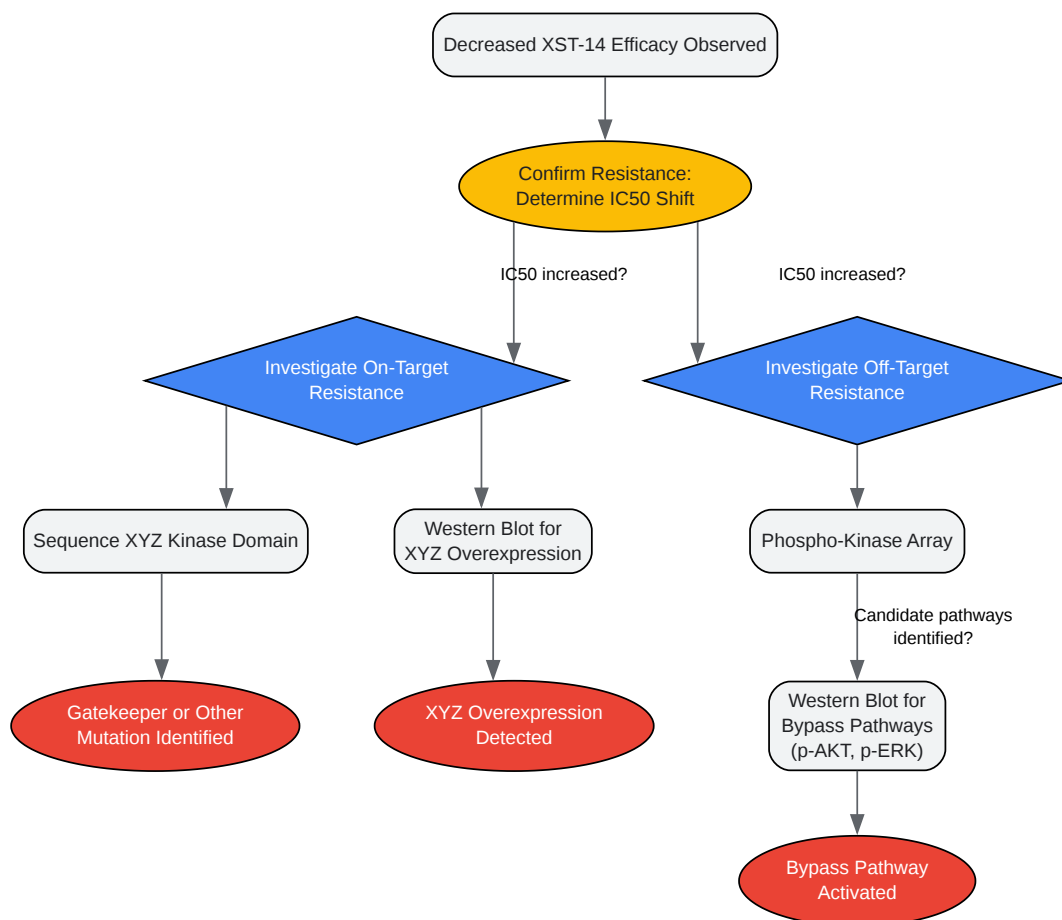 Decreased XST-14 Efficacy Observed
Confirm Resistance:
Determine IC50 Shift
IC50 increased?
IC50 increased?
Investigate On-Target
Resistance
Investigate Off-Target
Resistance
Sequence XYZ Kinase Domain
Western Blot for
XYZ Overexpression
Phospho-Kinase Array
Candidate pathways
identified?
Gatekeeper or Other
Mutation Identified
XYZ Overexpression
Detected
Western Blot for
Bypass Pathways
(p-AKT, p-ERK)
Bypass Pathway
Activated